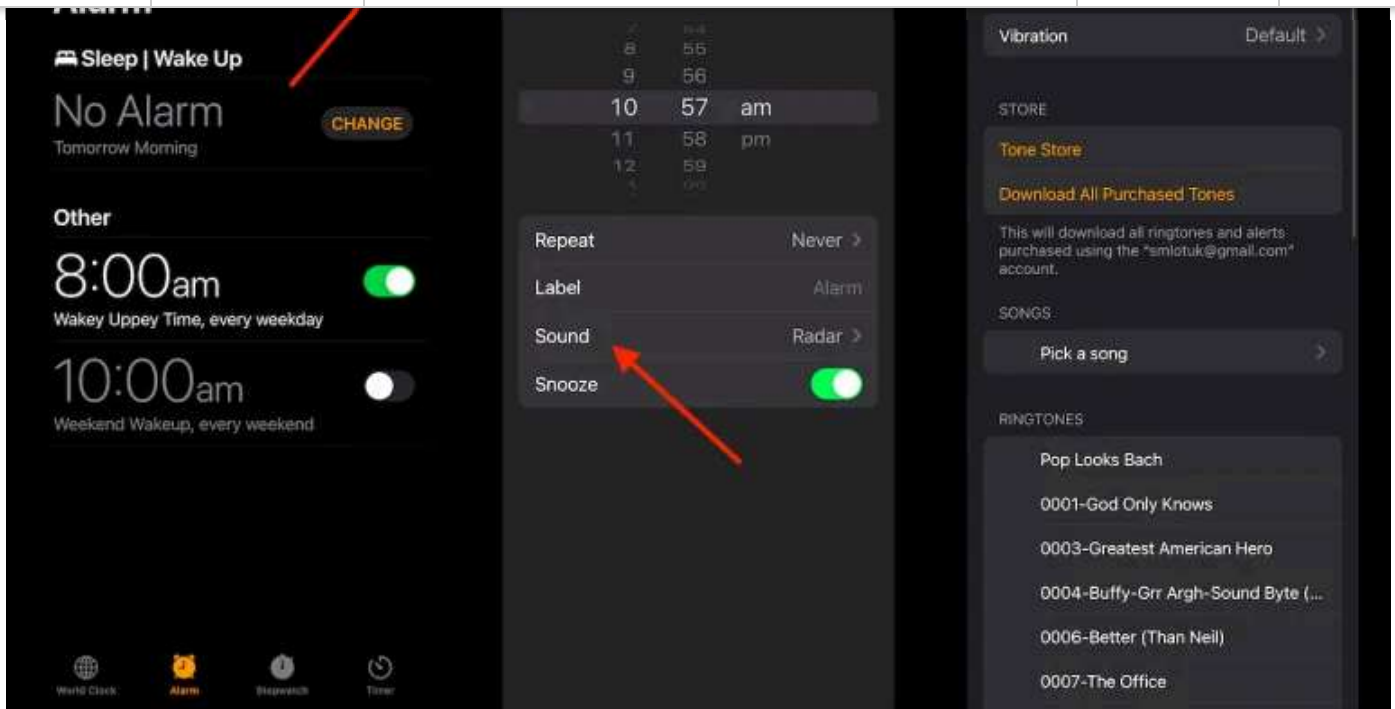 Alarm
Sleep | Wake Up
No Alarm
CHANGE
Tomorrow Morning
Other
8:00am
Wakey Uppey Time, every weekday
10:00am
Weekend Wakeup, every weekend
World Clock
Alarm
Stopwatch
Timer
8 55
9 56
10 57 am
11 58 pm
12 59
Repeat Never >
Label Alarm
Sound Radar >
Snooze
Vibration Default >
STORE
Tone Store
Download All Purchased Tones
This will download all ringtones and alerts
purchased using the "smlotuk@gmail.com"
account.
SONGS
Pick a song >
RINGTONES
Pop Looks Bach
0001-God Only Knows
0003-Greatest American Hero
0004-Buffy-Grr Argh-Sound Byte (...
0006-Better (Than Neil)
0007-The Office